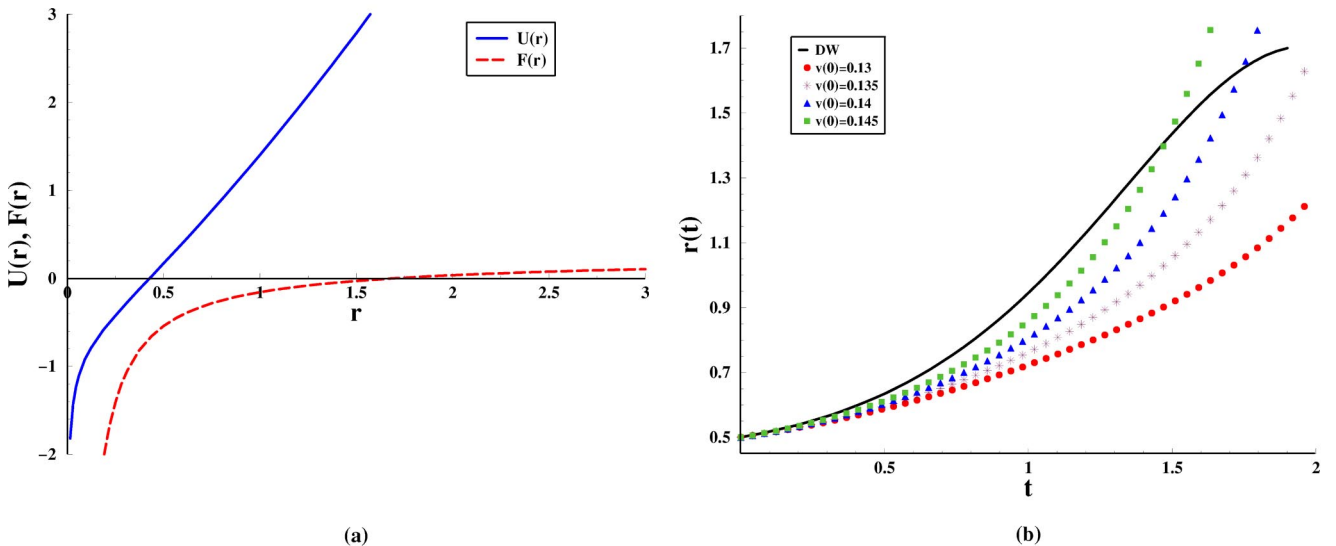 3
2
1
0
-1
-2
0
0.5
1
1.5
2
2.5
3
U(r), F(r)
r
U(r)
F(r)
(a)
1.7
1.5
1.3
1.1
0.9
0.7
0.5
0.5
1
1.5
2
r(t)
t
DW
v(0)=0.13
v(0)=0.135
v(0)=0.14
v(0)=0.145
(b)